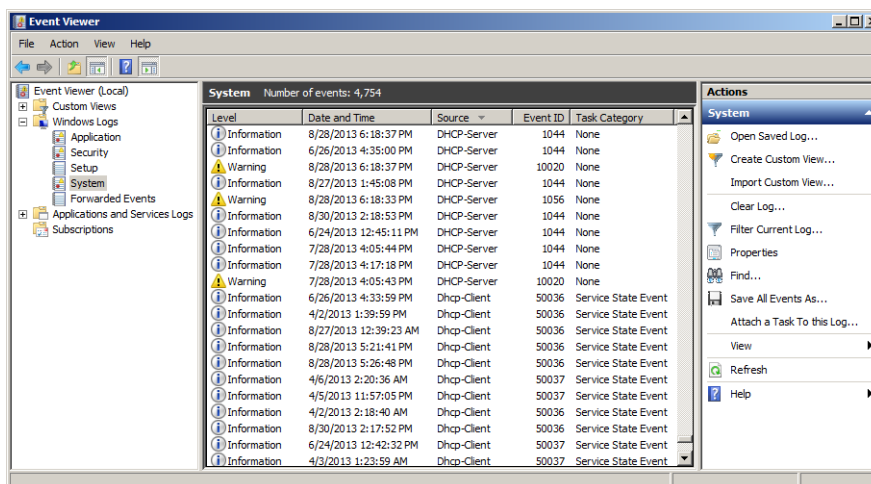 Event Viewer
File Action View Help
Event Viewer (Local)
Custom Views
Windows Logs
Application
Security
Setup
System
Forwarded Events
Applications and Services Logs
Subscriptions
System Number of events: 4,754
Level Date and Time Source Event ID Task Category
Information 8/28/2013 6:18:37 PM DHCP-Server 1044 None
Information 6/26/2013 4:35:00 PM DHCP-Server 1044 None
Warning 8/28/2013 6:18:37 PM DHCP-Server 10020 None
Information 8/27/2013 1:45:08 PM DHCP-Server 1044 None
Warning 8/28/2013 6:18:33 PM DHCP-Server 1056 None
Information 8/30/2013 2:18:53 PM DHCP-Server 1044 None
Information 6/24/2013 12:45:11 PM DHCP-Server 1044 None
Information 7/28/2013 4:05:44 PM DHCP-Server 1044 None
Information 7/28/2013 4:17:18 PM DHCP-Server 1044 None
Warning 7/28/2013 4:05:43 PM DHCP-Server 10020 None
Information 6/26/2013 4:33:59 PM Dhcp-Client 50036 Service State Event
Information 4/2/2013 1:39:59 PM Dhcp-Client 50036 Service State Event
Information 8/27/2013 12:39:23 AM Dhcp-Client 50036 Service State Event
Information 8/28/2013 5:21:41 PM Dhcp-Client 50036 Service State Event
Information 8/28/2013 5:26:48 PM Dhcp-Client 50036 Service State Event
Information 4/6/2013 2:20:36 AM Dhcp-Client 50037 Service State Event
Information 4/5/2013 11:57:05 PM Dhcp-Client 50037 Service State Event
Information 4/2/2013 2:18:40 AM Dhcp-Client 50036 Service State Event
Information 8/30/2013 2:17:52 PM Dhcp-Client 50036 Service State Event
Information 6/24/2013 12:42:32 PM Dhcp-Client 50037 Service State Event
Information 4/3/2013 1:23:59 AM Dhcp-Client 50037 Service State Event
Actions
System
Open Saved Log...
Create Custom View...
Import Custom View...
Clear Log...
Filter Current Log...
Properties
Find...
Save All Events As...
Attach a Task To this Log...
View
Refresh
Help